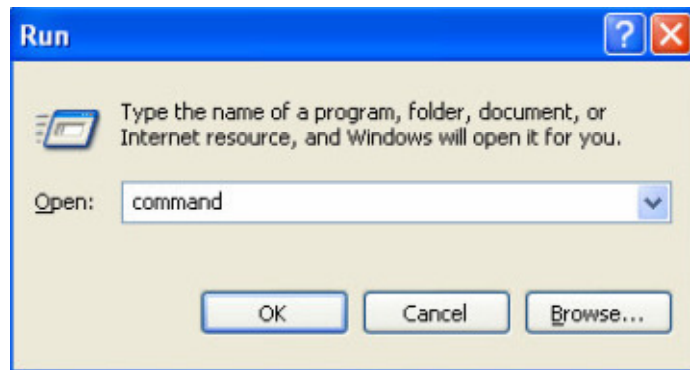 Run
Type the name of a program, folder, document, or
Internet resource, and Windows will open it for you.
Open: command
OK Cancel Browse...